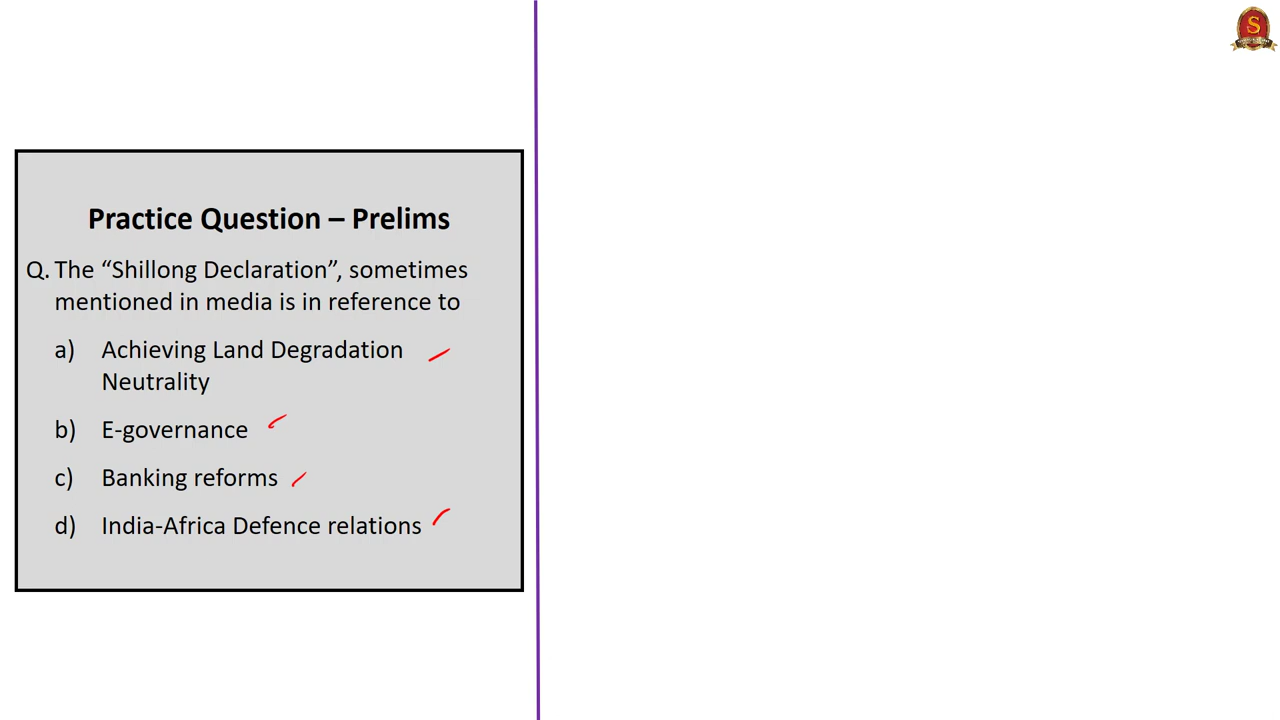 S
Practice Question – Prelims
Q. The “Shillong Declaration”, sometimes
mentioned in media is in reference to
a) Achieving Land Degradation
Neutrality
b) E-governance
c) Banking reforms
d) India-Africa Defence relations